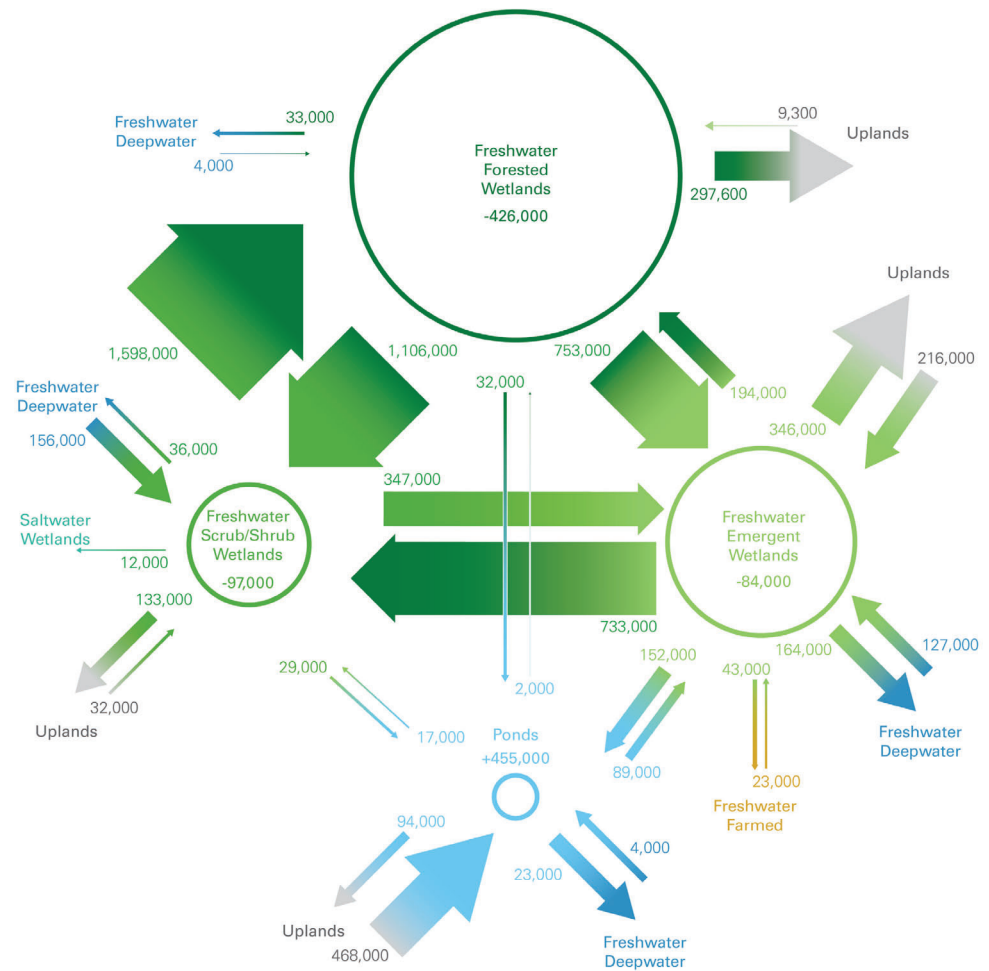 33,000
Freshwater
Deepwater
4,000
Freshwater
Forested
Wetlands
-426,000
9,300
Uplands
297,600
1,598,000
1,106,000
753,000
32,000
194,000
Uplands
216,000
346,000
Freshwater
Deepwater
156,000
36,000
347,000
Saltwater
Wetlands
12,000
Freshwater
Scrub/Shrub
Wetlands
-97,000
Freshwater
Emergent
Wetlands
-84,000
133,000
32,000
Uplands
733,000
29,000
17,000
2,000
152,000
89,000
43,000
23,000
Freshwater
Farmed
164,000
127,000
Freshwater
Deepwater
Ponds
+455,000
94,000
Uplands
468,000
23,000
4,000
Freshwater
Deepwater